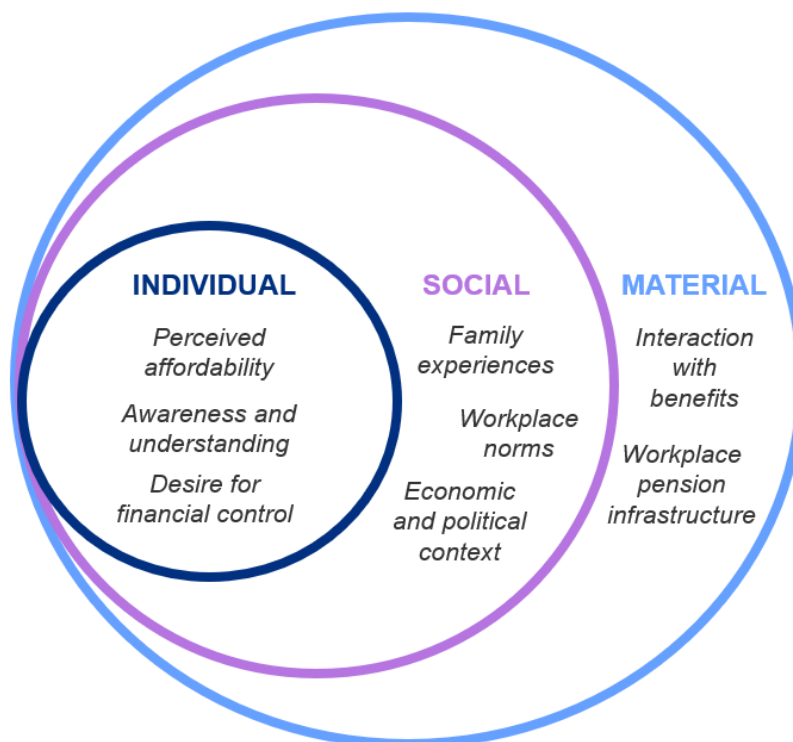 INDIVIDUAL
Perceived
affordability
Awareness and
understanding
Desire for
financial control
SOCIAL
Family
experiences
Workplace
norms
Economic
and political
context
MATERIAL
Interaction
with
benefits
Workplace
pension
infrastructure